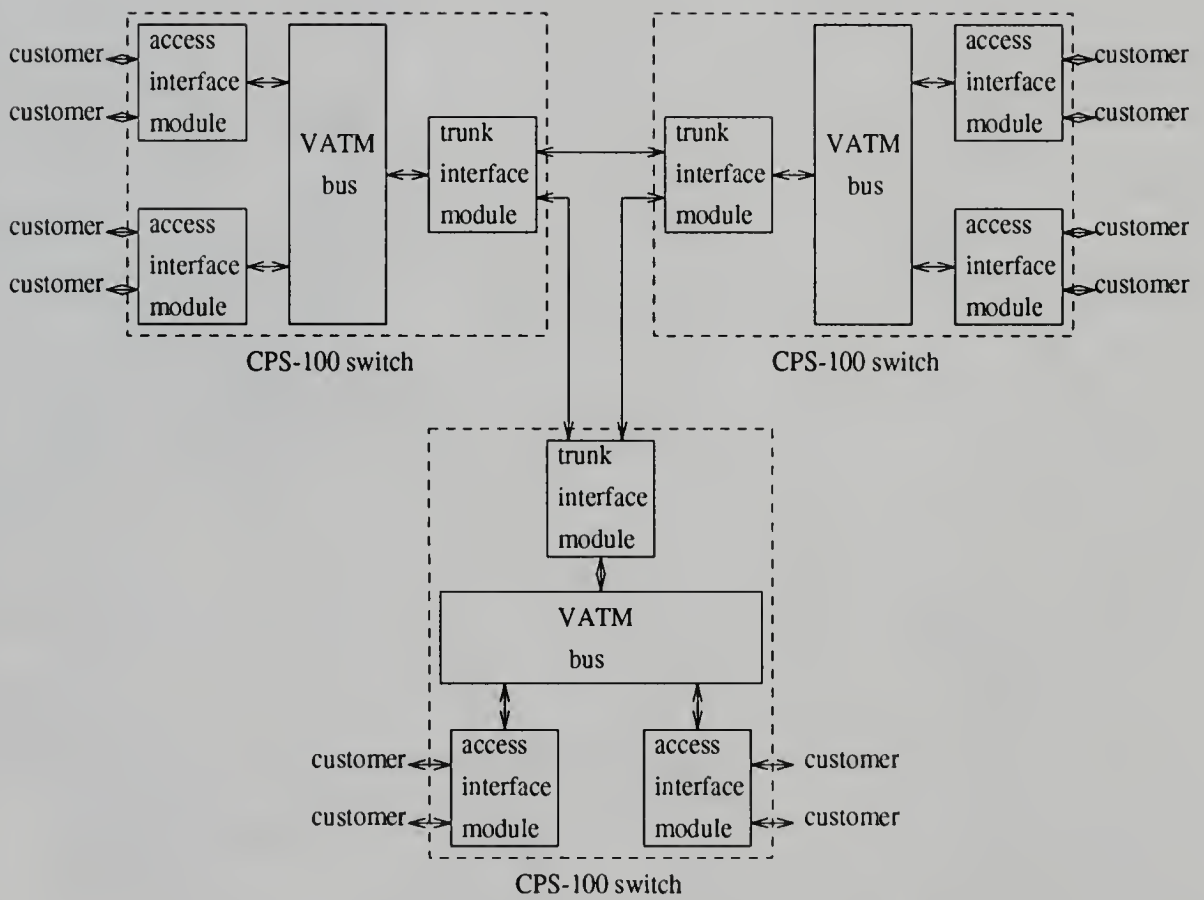 customer
customer
access
interface
module
customer
customer
access
interface
module
VATM
bus
trunk
interface
module
CPS-100 switch
trunk
interface
module
VATM
bus
access
interface
module
customer
customer
access
interface
module
customer
customer
CPS-100 switch
trunk
interface
module
VATM
bus
customer
customer
access
interface
module
access
interface
module
customer
customer
CPS-100 switch